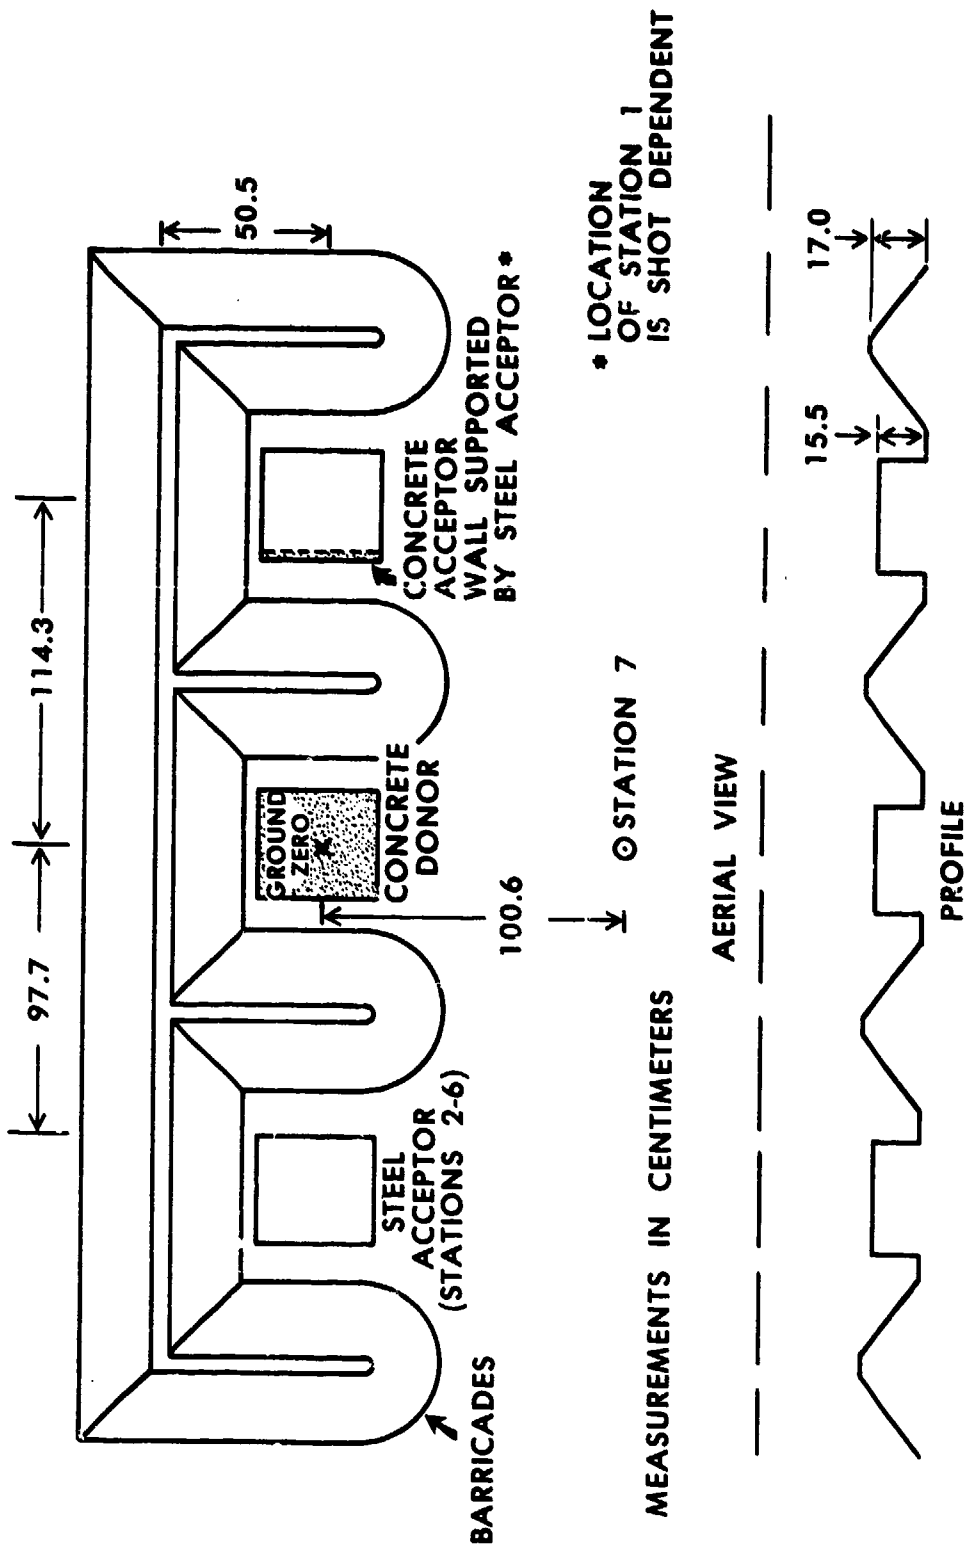 97.7
114.3
50.5
GROUND
ZERO
CONCRETE
DONOR
STEEL
ACCEPTOR
(STATIONS 2-6)
CONCRETE
ACCEPTOR
WALL SUPPORTED
BY STEEL ACCEPTOR*
BARRICADES
100.6
STATION 7
* LOCATION
OF STATION 1
IS SHOT DEPENDENT
MEASUREMENTS IN CENTIMETERS
AERIAL VIEW
15.5
17.0
PROFILE